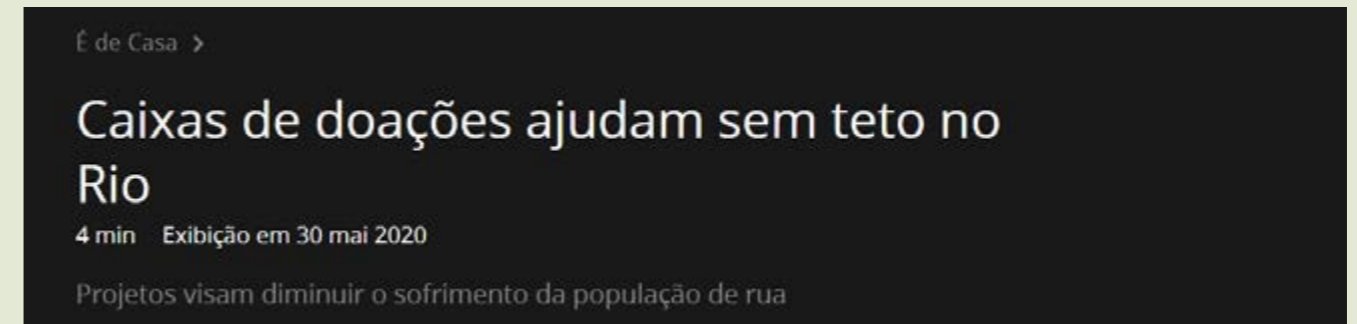 É de Casa >
Caixas de doações ajudam sem teto no
Rio
4 min Exibição em 30 mai 2020
Projetos visam diminuir o sofrimento da população de rua